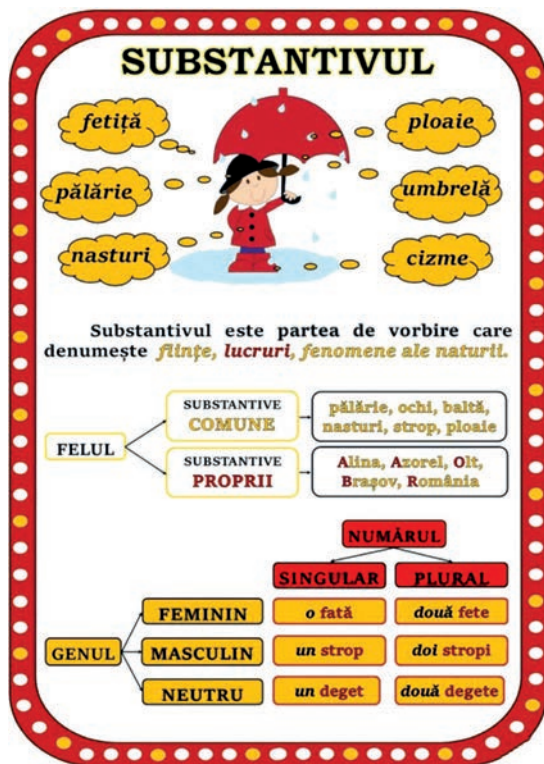 SUBSTANTIVUL
fetiță
ploaie
pălărie
umbrelă
nasturi
cizme
Substantivul este partea de vorbire care
denumește ființe, lucruri, fenomene ale naturii.
FELUL
SUBSTANTIVE
COMUNE
pălărie, ochi, baltă,
nasturi, strop, ploaie
SUBSTANTIVE
PROPRII
Alina, Azorel, Olt,
Brașov, România
NUMĂRUL
SINGULAR PLURAL
GENUL
FEMININ o fată două fete
MASCULIN un strop doi stropi
NEUTRU un deget două degete